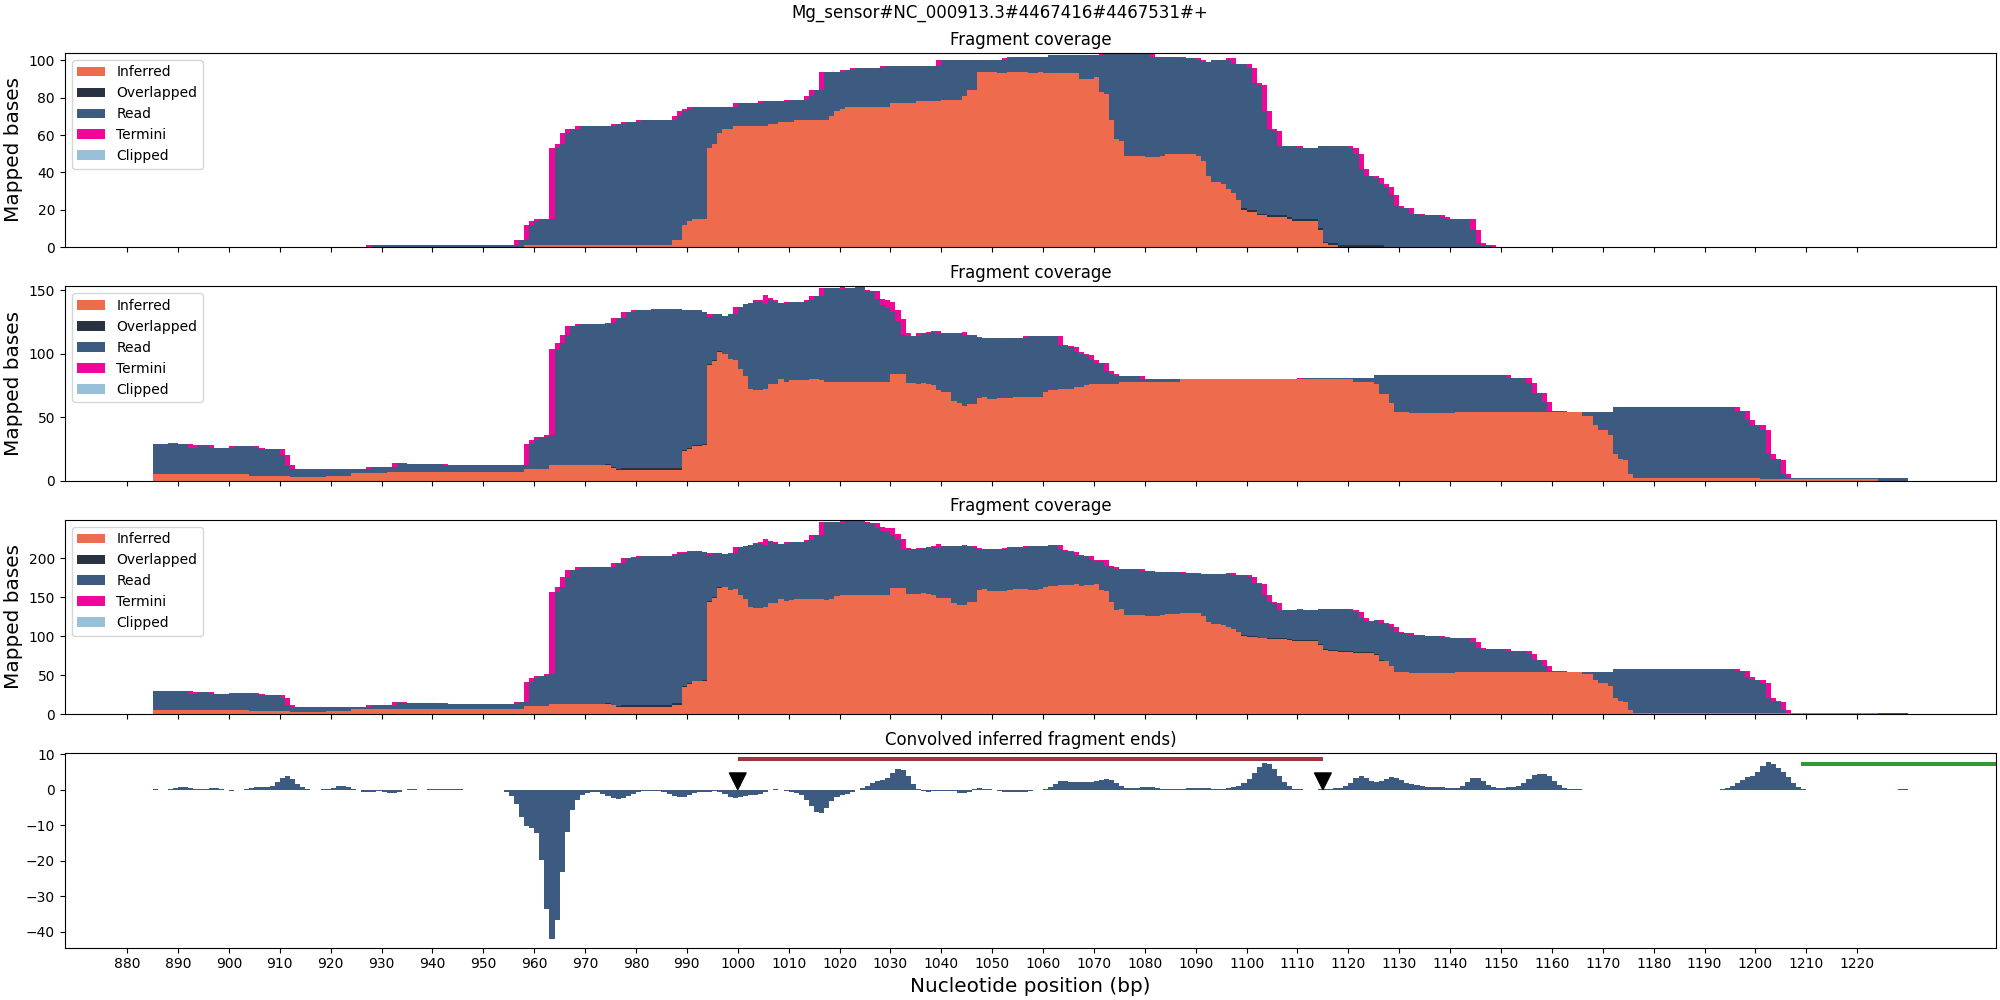 Mg_sensor#NC_000913.3#4467416#4467531#+
Fragment coverage
Mapped bases
100
80
60
40
20
0
Inferred
Overlapped
Read
Termini
Clipped
Fragment coverage
Mapped bases
150
100
50
0
Inferred
Overlapped
Read
Termini
Clipped
Fragment coverage
Mapped bases
200
150
100
50
0
Inferred
Overlapped
Read
Termini
Clipped
Convolved inferred fragment ends)
10
0
−10
−20
−30
−40
880 890 900 910 920 930 940 950 960 970 980 990 1000 1010 1020 1030 1040 1050 1060 1070 1080 1090 1100 1110 1120 1130 1140 1150 1160 1170 1180 1190 1200 1210 1220
Nucleotide position (bp)